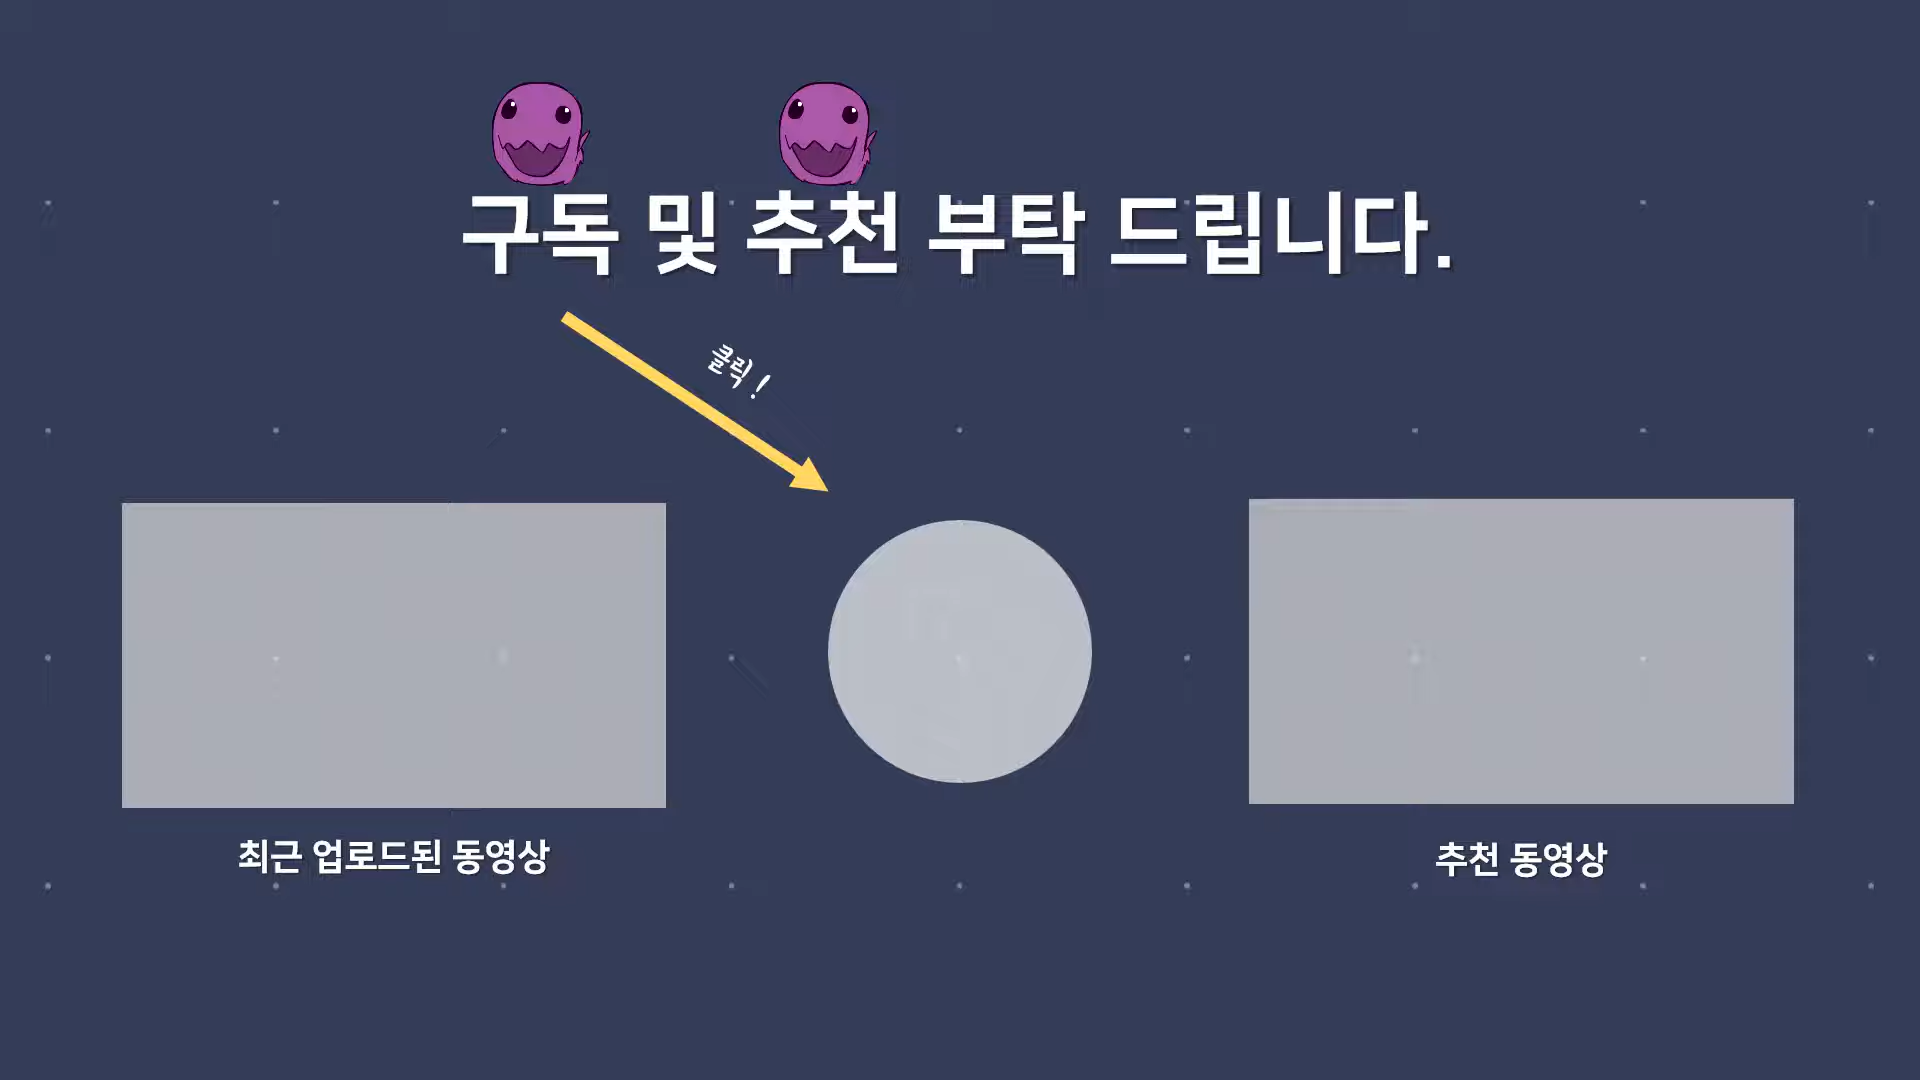 구독 및 추천 부탁 드립니다.
클릭!
최근 업로드된 동영상
추천 동영상